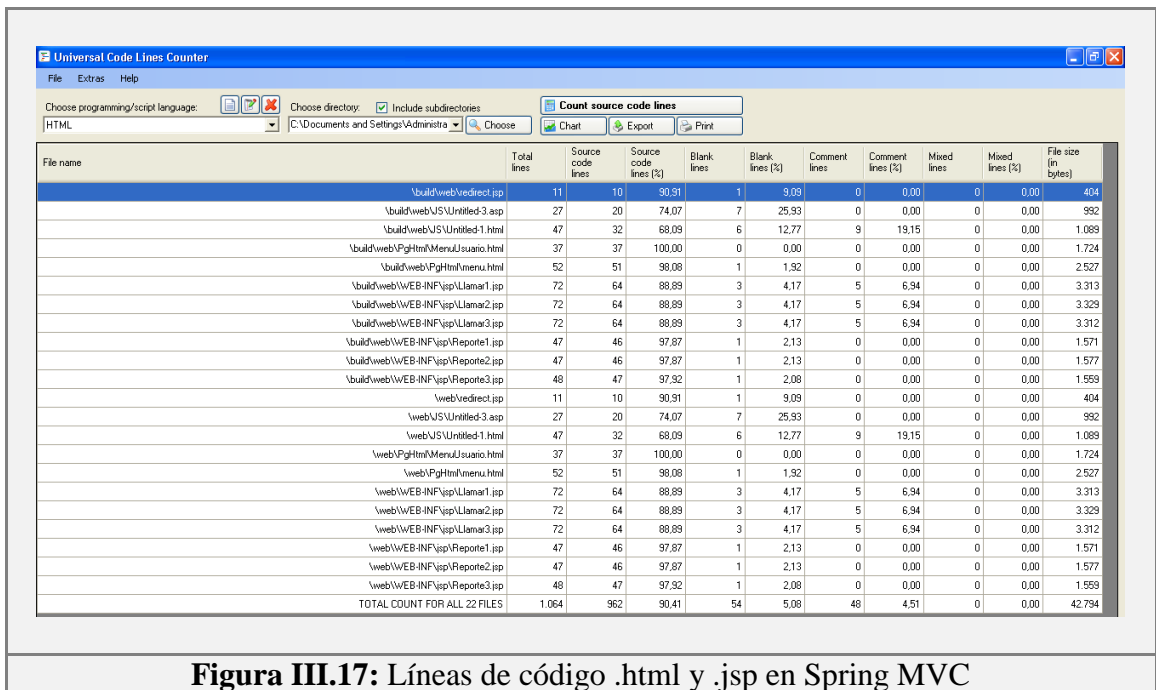 Universal Code Lines Counter
File Extras Help
Choose programming/script language:
Choose directory: Include subdirectories
Count source code lines
HTML
C:\Documents and Settings\Administra
Choose
Chart
Export
Print
File name
Total lines
Source code lines
Source code lines (%)
Blank lines
Blank lines (%)
Comment lines
Comment lines (%)
Mixed lines
Mixed lines (%)
File size (in bytes)
\build\web\redirect.jsp 11 10 90,91 1 9,09 0 0,00 0 0,00 404
\build\web\JS\Untitled-3.asp 27 20 74,07 7 25,93 0 0,00 0 0,00 992
\build\web\JS\Untitled-1.html 47 32 68,09 6 12,77 9 19,15 0 0,00 1.089
\build\web\PgHtml\MenuUsuario.html 37 37 100,00 0 0,00 0 0,00 0 0,00 1.724
\build\web\PgHtml\menu.html 52 51 98,08 1 1,92 0 0,00 0 0,00 2.527
\build\web\WEB-INF\jsp\Llamar1.jsp 72 64 88,89 3 4,17 5 6,94 0 0,00 3.313
\build\web\WEB-INF\jsp\Llamar2.jsp 72 64 88,89 3 4,17 5 6,94 0 0,00 3.329
\build\web\WEB-INF\jsp\Llamar3.jsp 72 64 88,89 3 4,17 5 6,94 0 0,00 3.312
\build\web\WEB-INF\jsp\Reporte1.jsp 47 46 97,87 1 2,13 0 0,00 0 0,00 1.571
\build\web\WEB-INF\jsp\Reporte2.jsp 47 46 97,87 1 2,13 0 0,00 0 0,00 1.577
\build\web\WEB-INF\jsp\Reporte3.jsp 48 47 97,92 1 2,08 0 0,00 0 0,00 1.559
\web\redirect.jsp 11 10 90,91 1 9,09 0 0,00 0 0,00 404
\web\JS\Untitled-3.asp 27 20 74,07 7 25,93 0 0,00 0 0,00 992
\web\JS\Untitled-1.html 47 32 68,09 6 12,77 9 19,15 0 0,00 1.089
\web\PgHtml\MenuUsuario.html 37 37 100,00 0 0,00 0 0,00 0 0,00 1.724
\web\PgHtml\menu.html 52 51 98,08 1 1,92 0 0,00 0 0,00 2.527
\web\WEB-INF\jsp\Llamar1.jsp 72 64 88,89 3 4,17 5 6,94 0 0,00 3.313
\web\WEB-INF\jsp\Llamar2.jsp 72 64 88,89 3 4,17 5 6,94 0 0,00 3.329
\web\WEB-INF\jsp\Llamar3.jsp 72 64 88,89 3 4,17 5 6,94 0 0,00 3.312
\web\WEB-INF\jsp\Reporte1.jsp 47 46 97,87 1 2,13 0 0,00 0 0,00 1.571
\web\WEB-INF\jsp\Reporte2.jsp 47 46 97,87 1 2,13 0 0,00 0 0,00 1.577
\web\WEB-INF\jsp\Reporte3.jsp 48 47 97,92 1 2,08 0 0,00 0 0,00 1.559
TOTAL COUNT FOR ALL 22 FILES 1.064 962 90,41 54 5,08 48 4,51 0 0,00 42.794
Figura III.17: Líneas de código .html y .jsp en Spring MVC